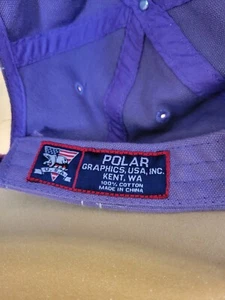 POLAR
GRAPHICS, USA, INC.
KENT, WA
100% COTTON
MADE IN CHINA